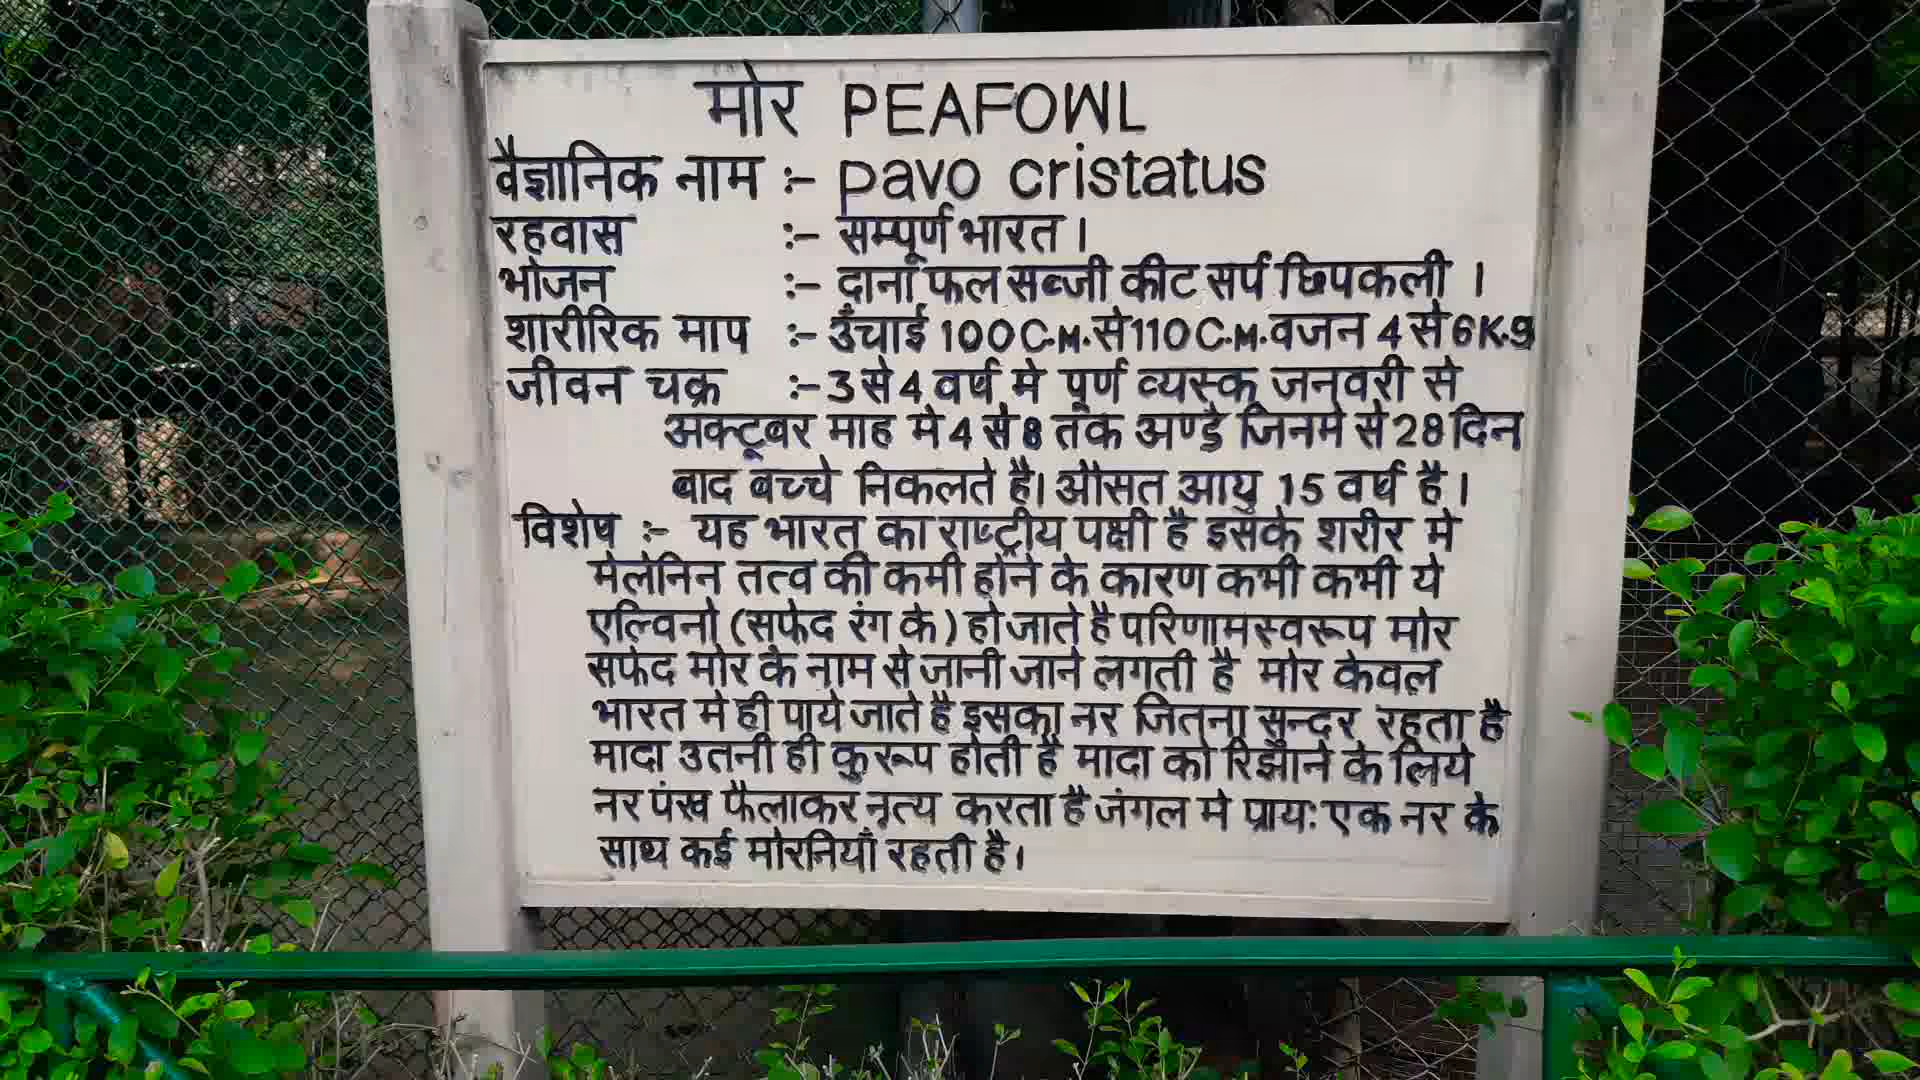 मोर PEAFOWL
वैज्ञानिक नाम :- pavo cristatus
रहवास :- सम्पूर्ण भारत ।
भोजन :- दाना फल सब्जी कीट सर्प छिपकली ।
शारीरिक माप :- उँचाई 100C.M.से110C.M.वजन 4 से 6K.g
जीवन चक्र :- 3 से 4 वर्ष मे पूर्ण व्यस्क जनवरी से
अक्टूबर माह मे 4 से 8 तक अण्डे जिनमे से 28 दिन
बाद बच्चे निकलते है। औसत आयु 15 वर्ष है ।
विशेष :- यह भारत का राष्ट्रीय पक्षी है इसके शरीर मे
मेलेनिन तत्व की कमी होने के कारण कभी कभी ये
एल्विनो (सफेद रंग के) हो जाते है परिणामस्वरूप मोर
सफेद मोर के नाम से जानी जाने लगती है मोर केवल
भारत मे ही पाये जाते है इसका नर जितना सुन्दर रहता है
मादा उतनी ही कुरूप होती है मादा को रिझाने के लिये
नर पंख फैलाकर नृत्य करता है जंगल मे प्राय: एक नर के
साथ कई मोरनियाँ रहती है।